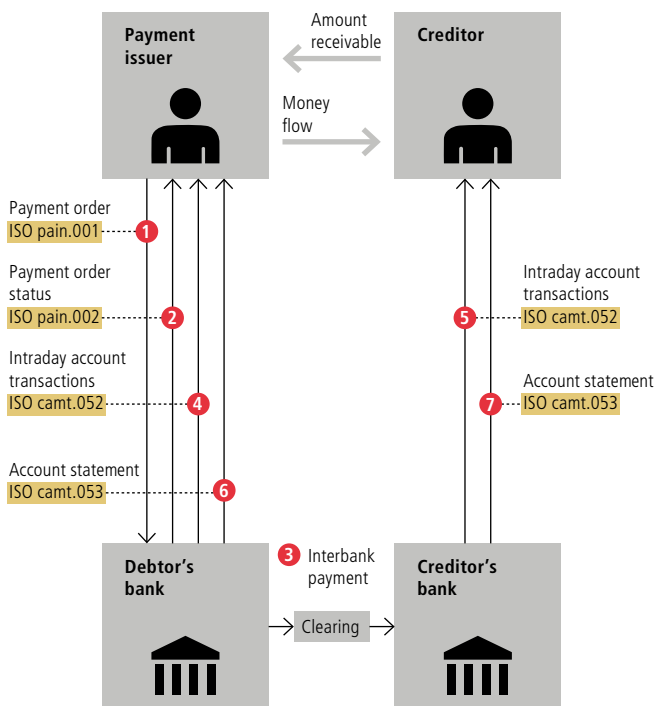 Payment
issuer
Amount
receivable
Creditor
Money
flow
Payment order
ISO pain.001
1
Payment order
status
ISO pain.002
2
Intraday account
transactions
ISO camt.052
4
Account statement
ISO camt.053
6
5
Intraday account
transactions
ISO camt.052
7
Account statement
ISO camt.053
Debtor's
bank
3 Interbank
payment
Clearing
Creditor's
bank